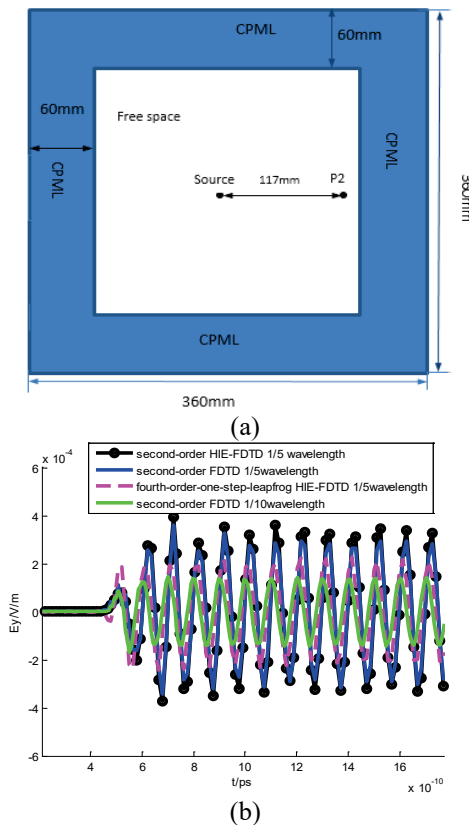 CPML
60mm
60mm
Free space
CPML
CPML
Source
117mm
P2
360mm
CPML
360mm
(a)
×10⁻⁴
second-order HIE-FDTD 1/5 wavelength
second-order FDTD 1/5wavelength
fourth-order-one-step-leapfrog HIE-FDTD 1/5wavelength
second-order FDTD 1/10wavelength
6
4
2
0
-2
-4
-6
Ey/V/m
4 6 8 10 12 14 16
t/ps
×10⁻¹⁰
(b)